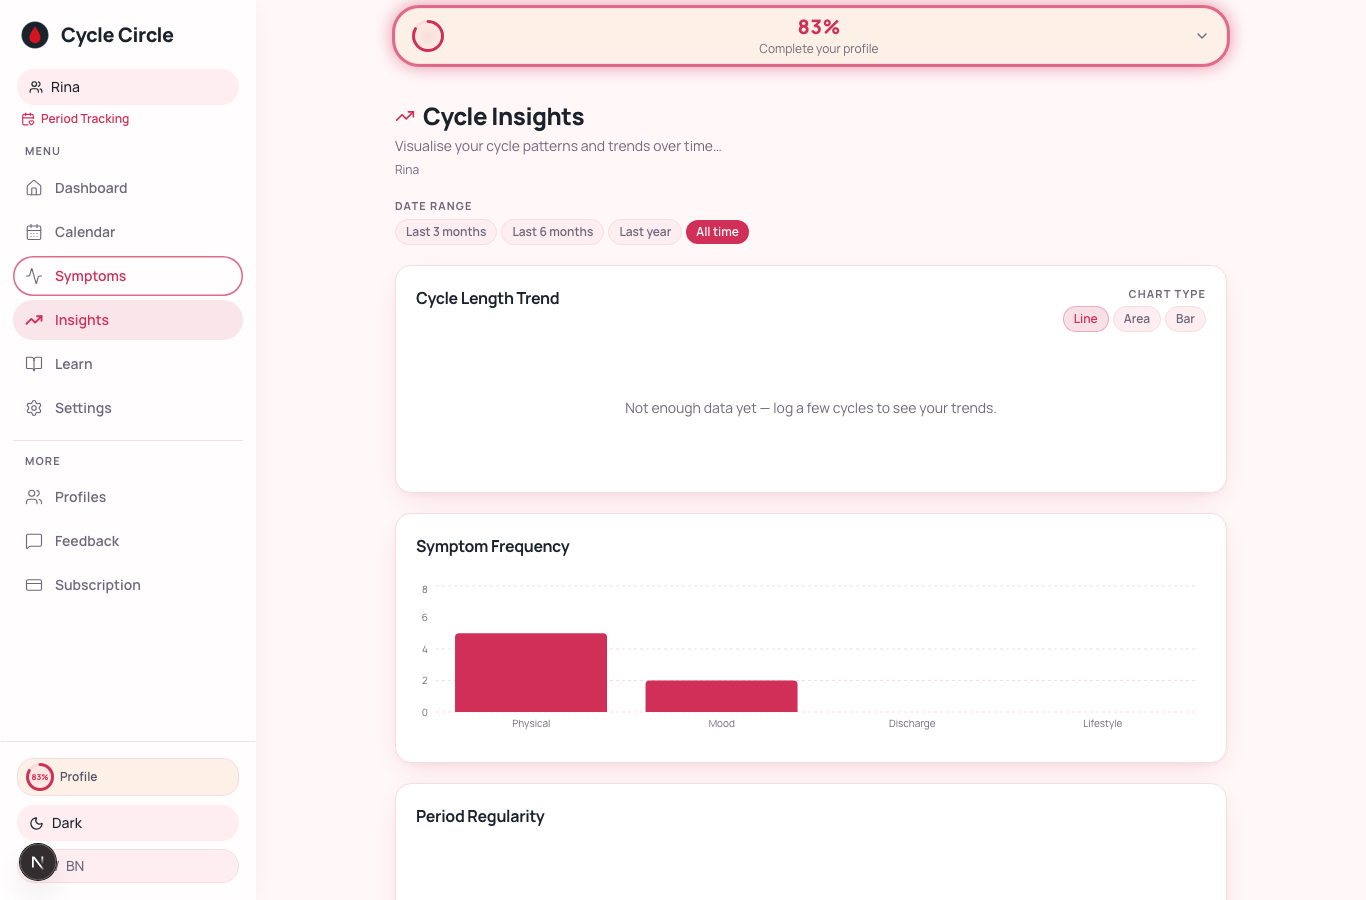 Cycle Circle
Rina
Period Tracking
MENU
Dashboard
Calendar
Symptoms
Insights
Learn
Settings
MORE
Profiles
Feedback
Subscription
83%
Profile
Dark
N
BN
83%
Complete your profile
Cycle Insights
Visualise your cycle patterns and trends over time…
Rina
DATE RANGE
Last 3 months
Last 6 months
Last year
All time
Cycle Length Trend
CHART TYPE
Line
Area
Bar
Not enough data yet — log a few cycles to see your trends.
Symptom Frequency
8
6
4
2
0
Physical
Mood
Discharge
Lifestyle
Period Regularity